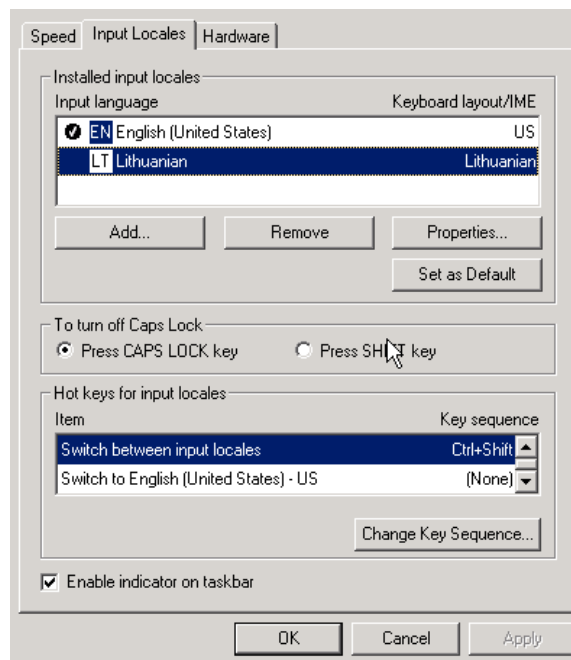 Speed Input Locales Hardware
Installed input locales
Input language Keyboard layout/IME
EN English (United States) US
LT Lithuanian Lithuanian
Add... Remove Properties...
Set as Default
To turn off Caps Lock
Press CAPS LOCK key Press SHIFT key
Hot keys for input locales
Item Key sequence
Switch between input locales Ctrl+Shift
Switch to English (United States) - US (None)
Change Key Sequence...
Enable indicator on taskbar
OK Cancel Apply